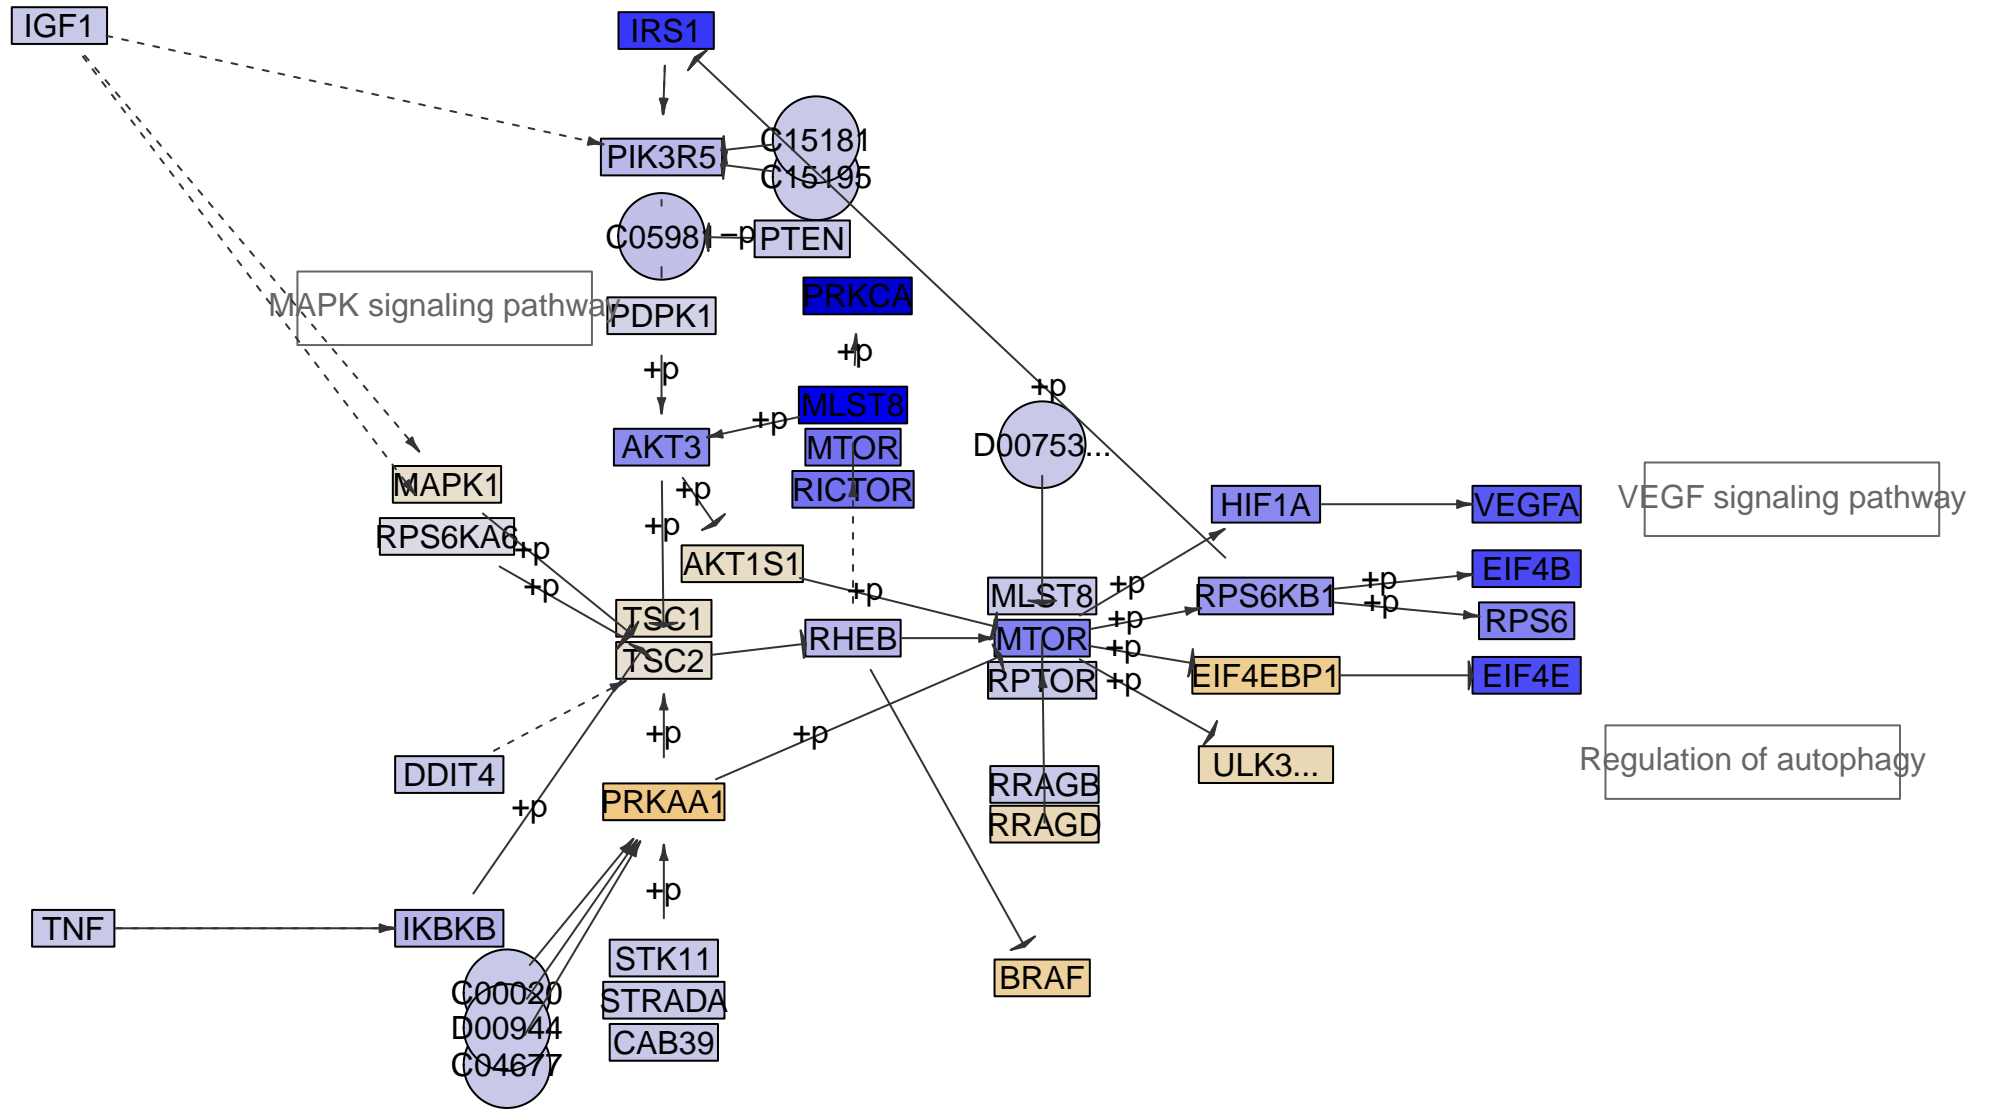 IGF1
IRS1
C15181
PIK3R5
C15195
C0598
-p
PTEN
PRKCA
MAPK signaling pathway
PDPK1
+p
+p
+p
MLST8
+p
AKT3
MTOR
D00753...
MAPK1
+p
RICTOR
HIF1A
VEGFA
VEGF signaling pathway
RPS6KA6
+p
+p
AKT1S1
EIF4B
+p
+p
+p
+p
MLST8
RPS6KB1
+p
TSC1
+p
RPS6
RHEB
MTOR
+p
TSC2
RPTOR
+p
EIF4EBP1
EIF4E
+p
+p
DDIT4
ULK3...
Regulation of autophagy
PRKAA1
RRAGB
+p
RRAGD
+p
TNF
IKBKB
STK11
BRAF
C00020
STRADA
D00944
CAB39
C04677